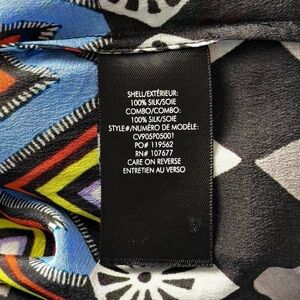 SHELL/EXTÉRIEUR:
100% SILK/SOIE
COMBO/COMBO:
100% SILK/SOIE
STYLE#/NUMÉRO DE MODÈLE:
CV905P05001
PO# 119562
RN# 107677
CARE ON REVERSE
ENTRETIEN AU VERSO